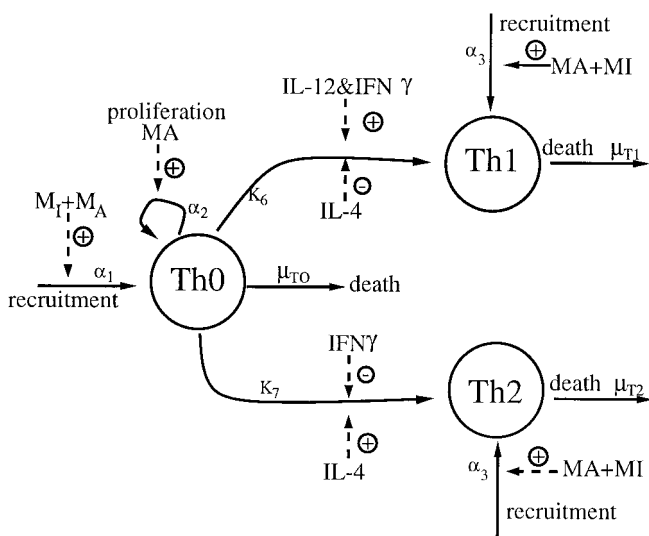 recruitment
α3
⊕
MA+MI
IL-12&IFN γ
⊕
proliferation
MA
⊕
Th1
death μT1
K6
⊖
IL-4
MI+MA
⊕
α2
α1
recruitment
Th0
μTO
death
IFNγ
⊖
K7
Th2
death μT2
⊕
IL-4
α3
⊕
MA+MI
recruitment